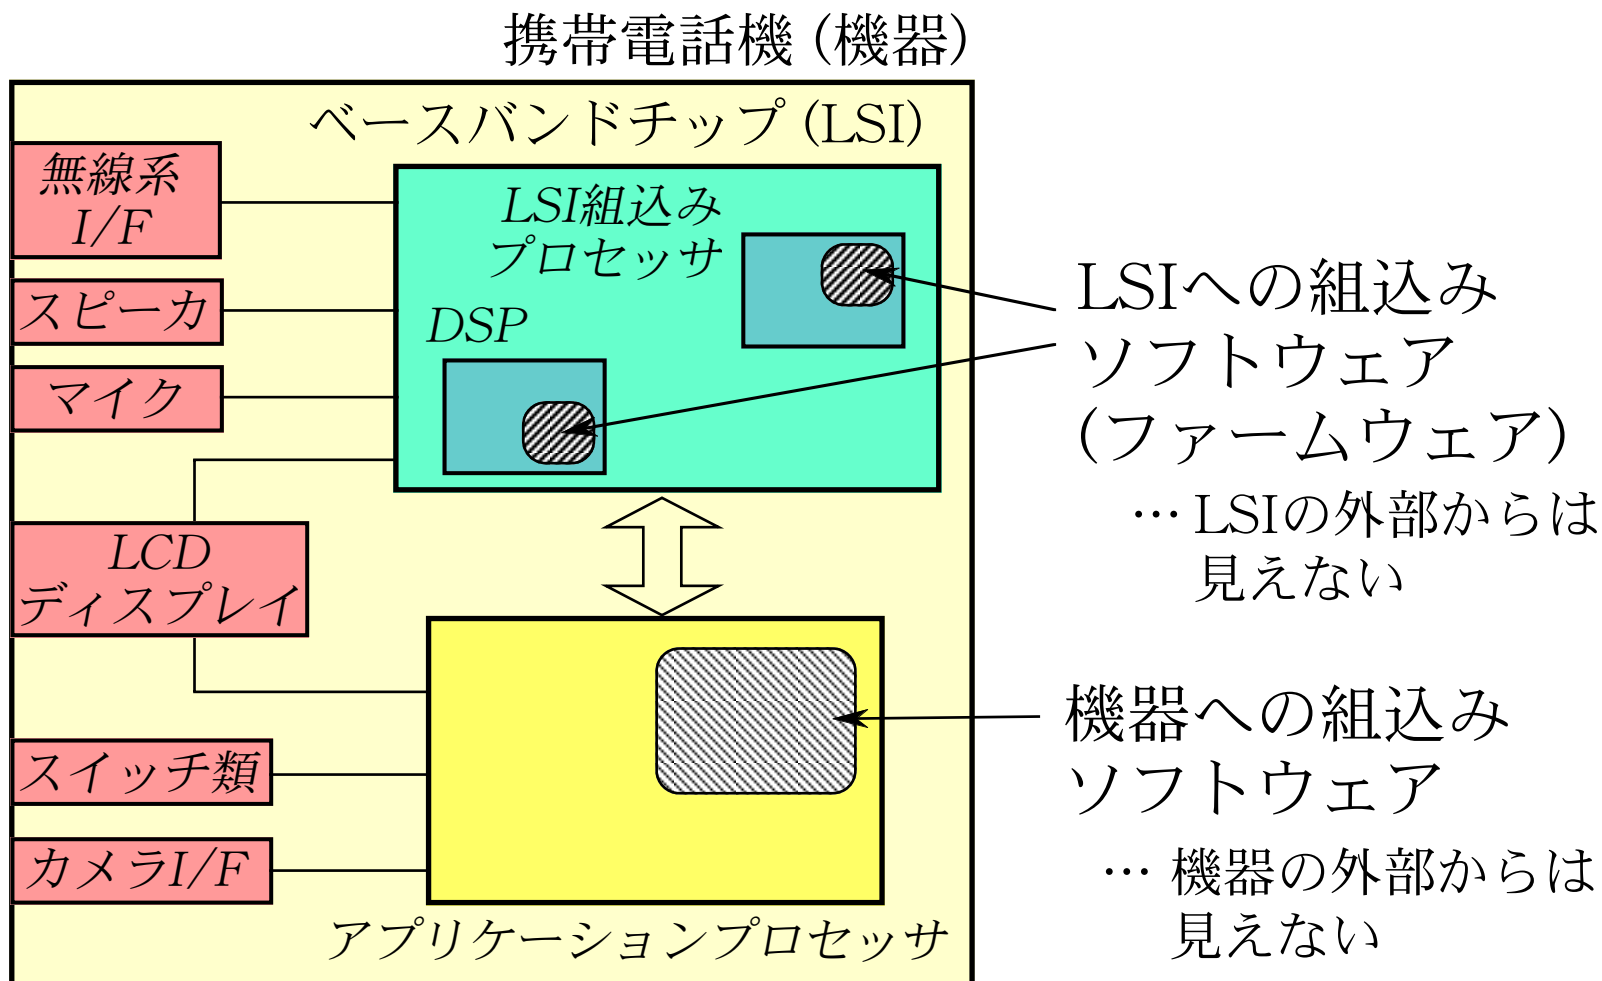 携帯電話機 (機器)
ベースバンドチップ (LSI)
無線系
I/F
スピーカ
マイク
LCD
ディスプレイ
スイッチ類
カメラI/F
LSI組込み
プロセッサ
DSP
アプリケーションプロセッサ
LSIへの組込み
ソフトウェア
(ファームウェア)
… LSIの外部からは
見えない
機器への組込み
ソフトウェア
… 機器の外部からは
見えない